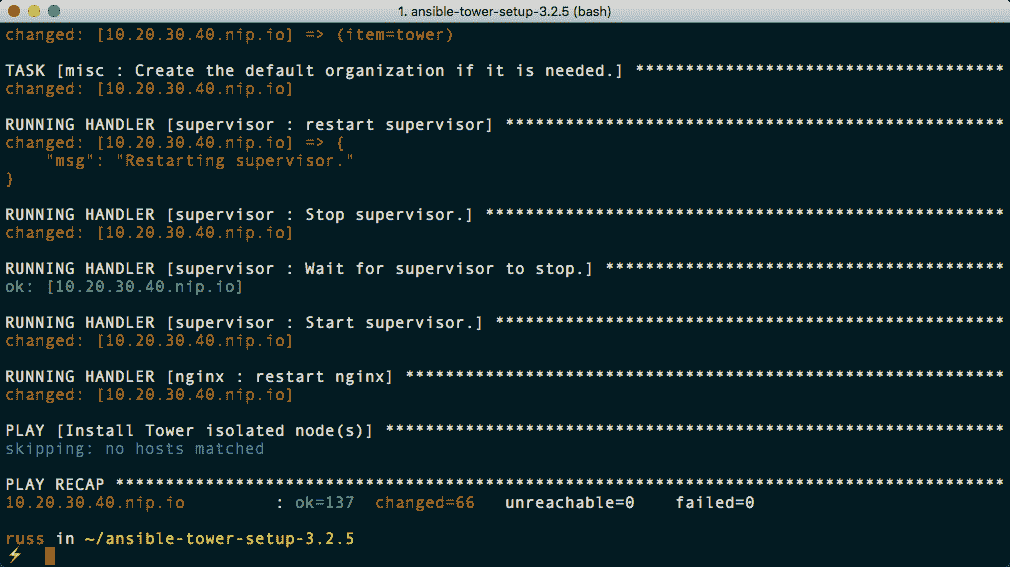 1. ansible-tower-setup-3.2.5 (bash)
changed: [10.20.30.40.nip.io] => (item=tower)
TASK [misc : Create the default organization if it is needed.] *************************************
changed: [10.20.30.40.nip.io]
RUNNING HANDLER [supervisor : restart supervisor] **************************************************
changed: [10.20.30.40.nip.io] => {
    "msg": "Restarting supervisor."
}
RUNNING HANDLER [supervisor : Stop supervisor.] ****************************************************
changed: [10.20.30.40.nip.io]
RUNNING HANDLER [supervisor : Wait for supervisor to stop.] ****************************************
ok: [10.20.30.40.nip.io]
RUNNING HANDLER [supervisor : Start supervisor.] ***************************************************
changed: [10.20.30.40.nip.io]
RUNNING HANDLER [nginx : restart nginx] ************************************************************
changed: [10.20.30.40.nip.io]
PLAY [Install Tower isolated node(s)] **************************************************************
skipping: no hosts matched
PLAY RECAP *****************************************************************************************
10.20.30.40.nip.io         : ok=137  changed=66   unreachable=0    failed=0
russ in ~/ansible-tower-setup-3.2.5
⚡